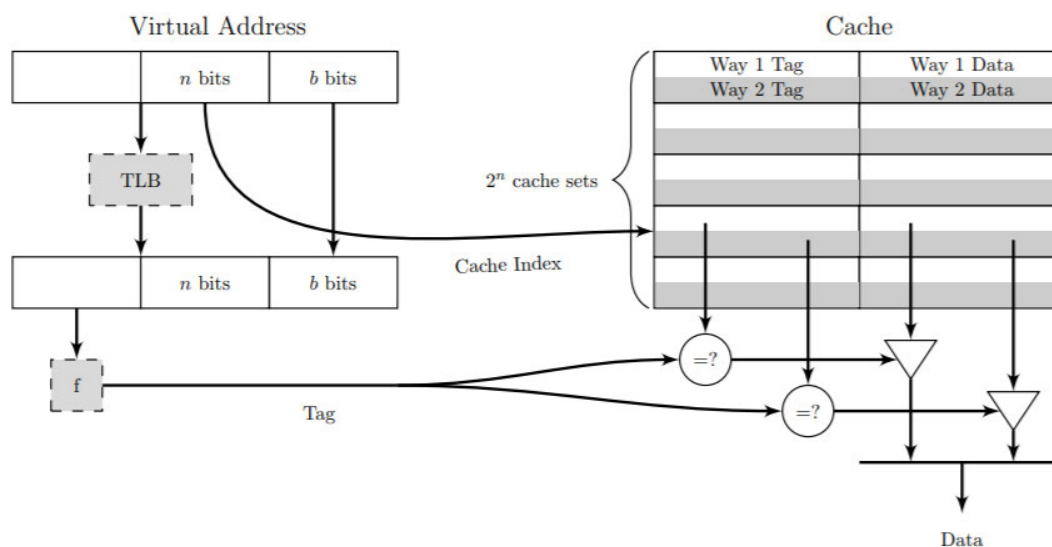 Virtual Address
n bits
b bits
TLB
n bits
b bits
f
Tag
Cache Index
Cache
Way 1 Tag
Way 1 Data
Way 2 Tag
Way 2 Data
2ⁿ cache sets
=?
=?
Data